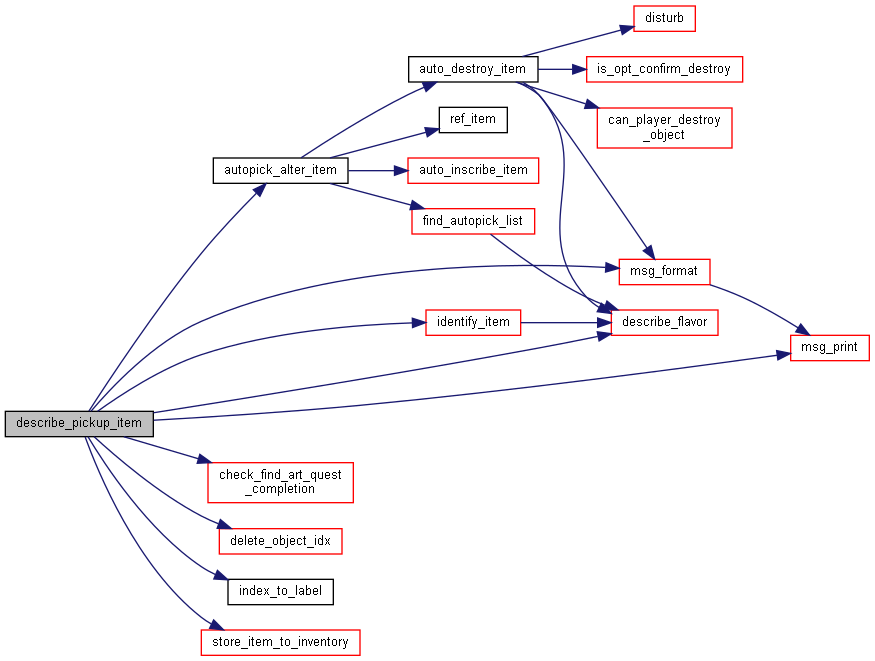 disturb
auto_destroy_item
is_opt_confirm_destroy
ref_item
can_player_destroy
_object
autopick_alter_item
auto_inscribe_item
find_autopick_list
msg_format
identify_item
describe_flavor
msg_print
describe_pickup_item
check_find_art_quest
_completion
delete_object_idx
index_to_label
store_item_to_inventory